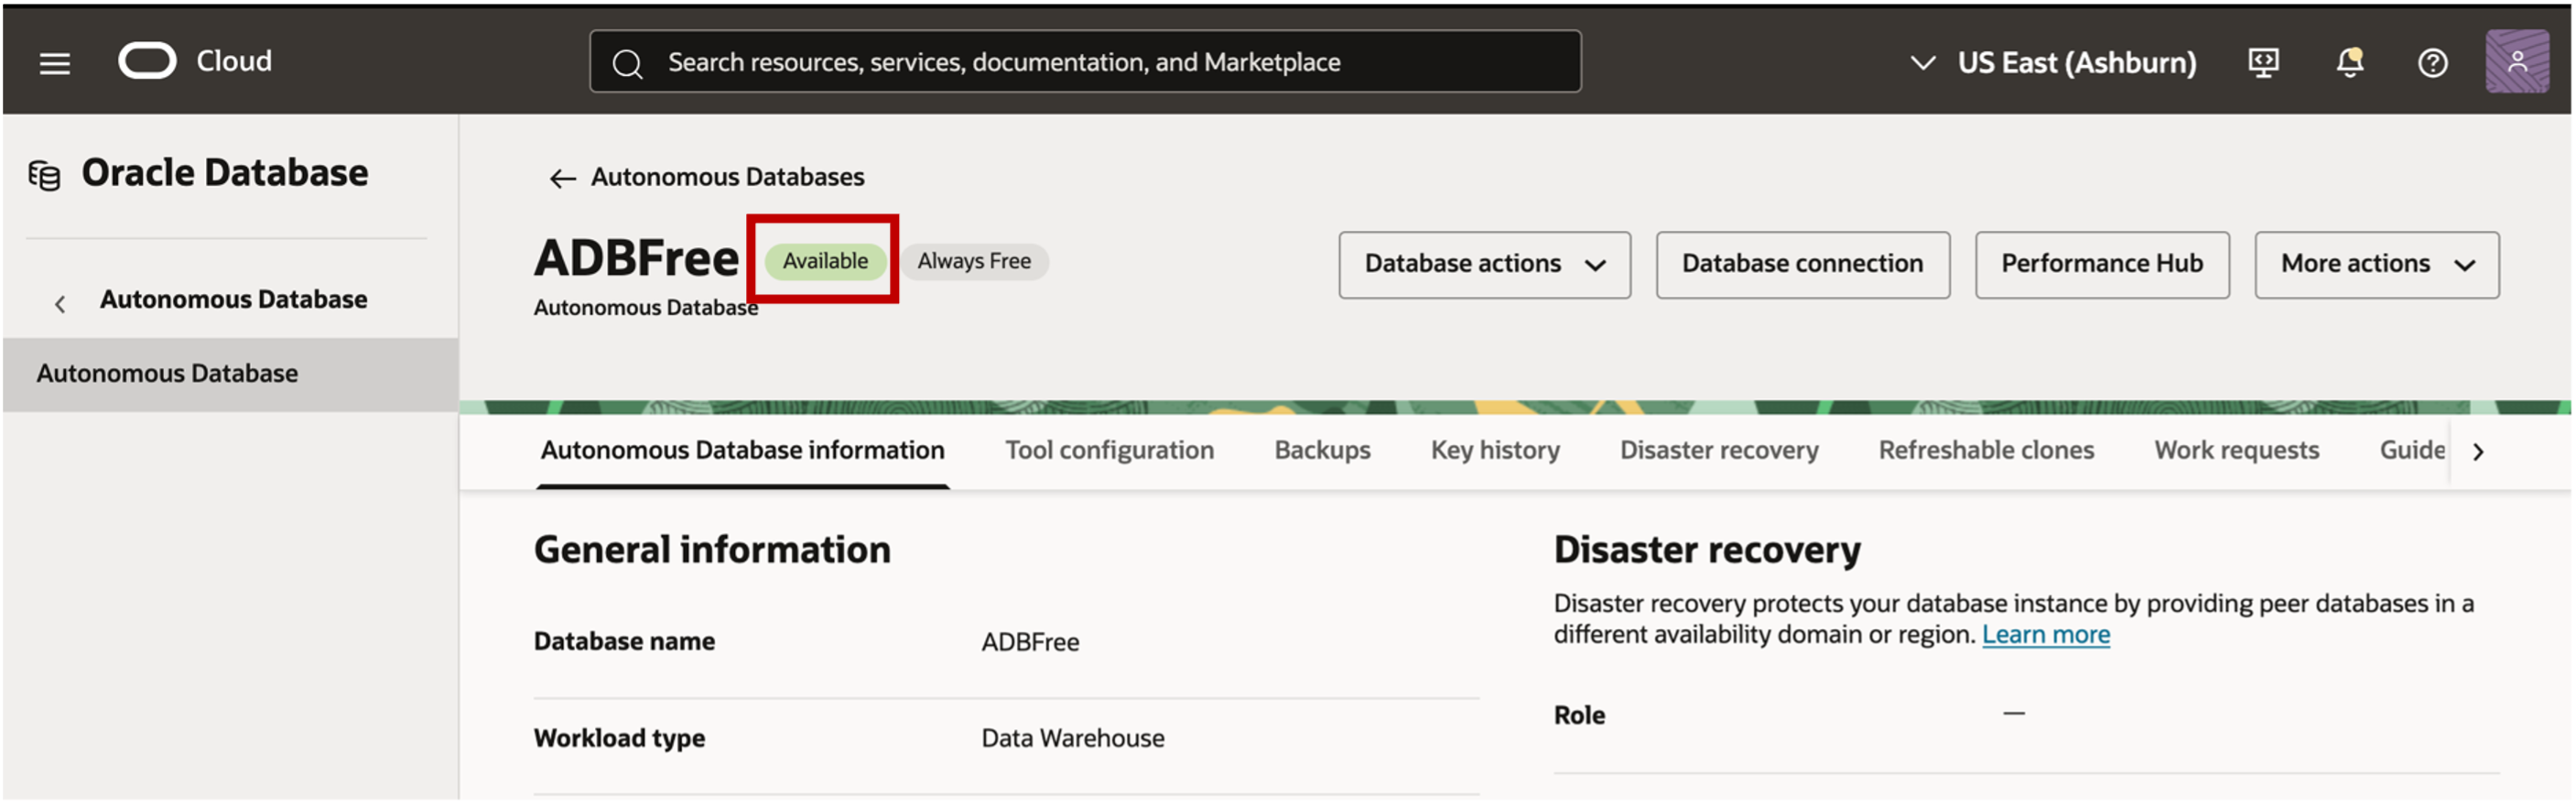 Cloud
Search resources, services, documentation, and Marketplace
US East (Ashburn)
Oracle Database
Autonomous Database
Autonomous Database
Autonomous Databases
ADBFree Available Always Free
Autonomous Database
Database actions
Database connection
Performance Hub
More actions
Autonomous Database information Tool configuration Backups Key history Disaster recovery Refreshable clones Work requests Guide
General information
Database name ADBFree
Workload type Data Warehouse
Disaster recovery
Disaster recovery protects your database instance by providing peer databases in a
different availability domain or region. Learn more
Role —